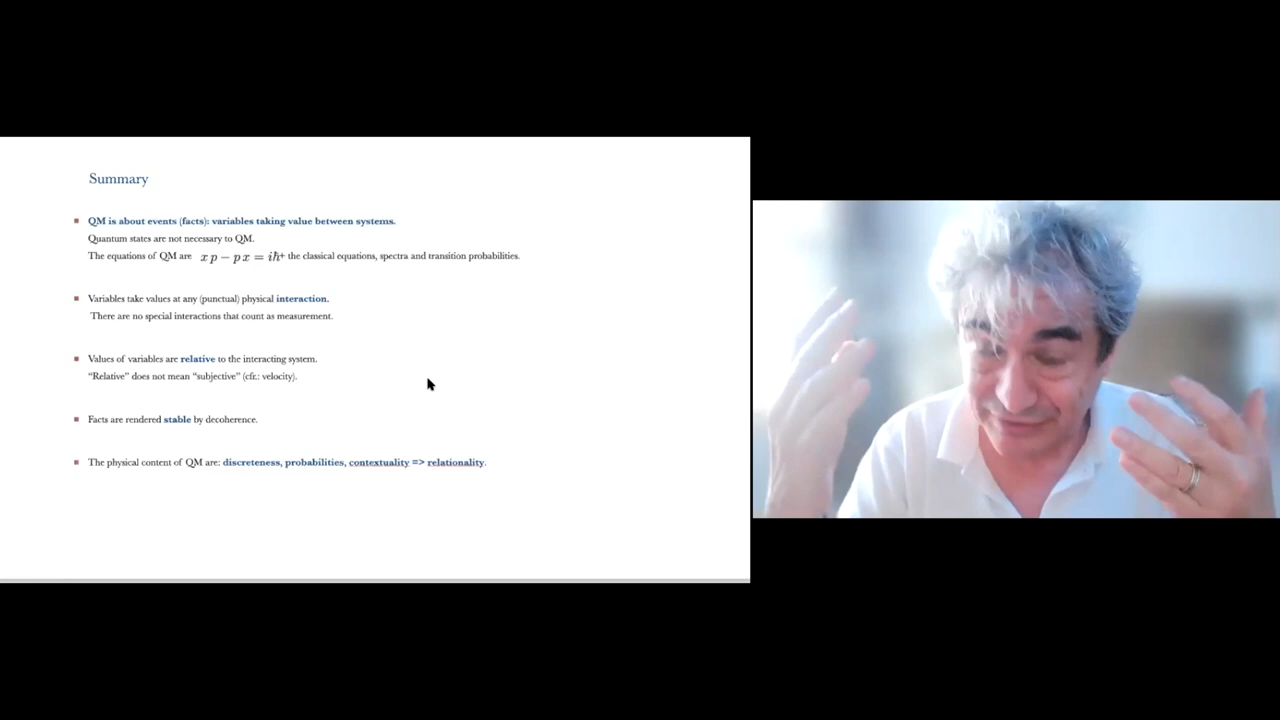 Summary
QM is about events (facts): variables taking value between systems.
Quantum states are not necessary to QM.
The equations of QM are x p − p x = iħ+ the classical equations, spectra and transition probabilities.
Variables take values at any (punctual) physical interaction.
There are no special interactions that count as measurement.
Values of variables are relative to the interacting system.
“Relative” does not mean “subjective” (cfr.: velocity).
Facts are rendered stable by decoherence.
The physical content of QM are: discreteness, probabilities, contextuality => relationality.